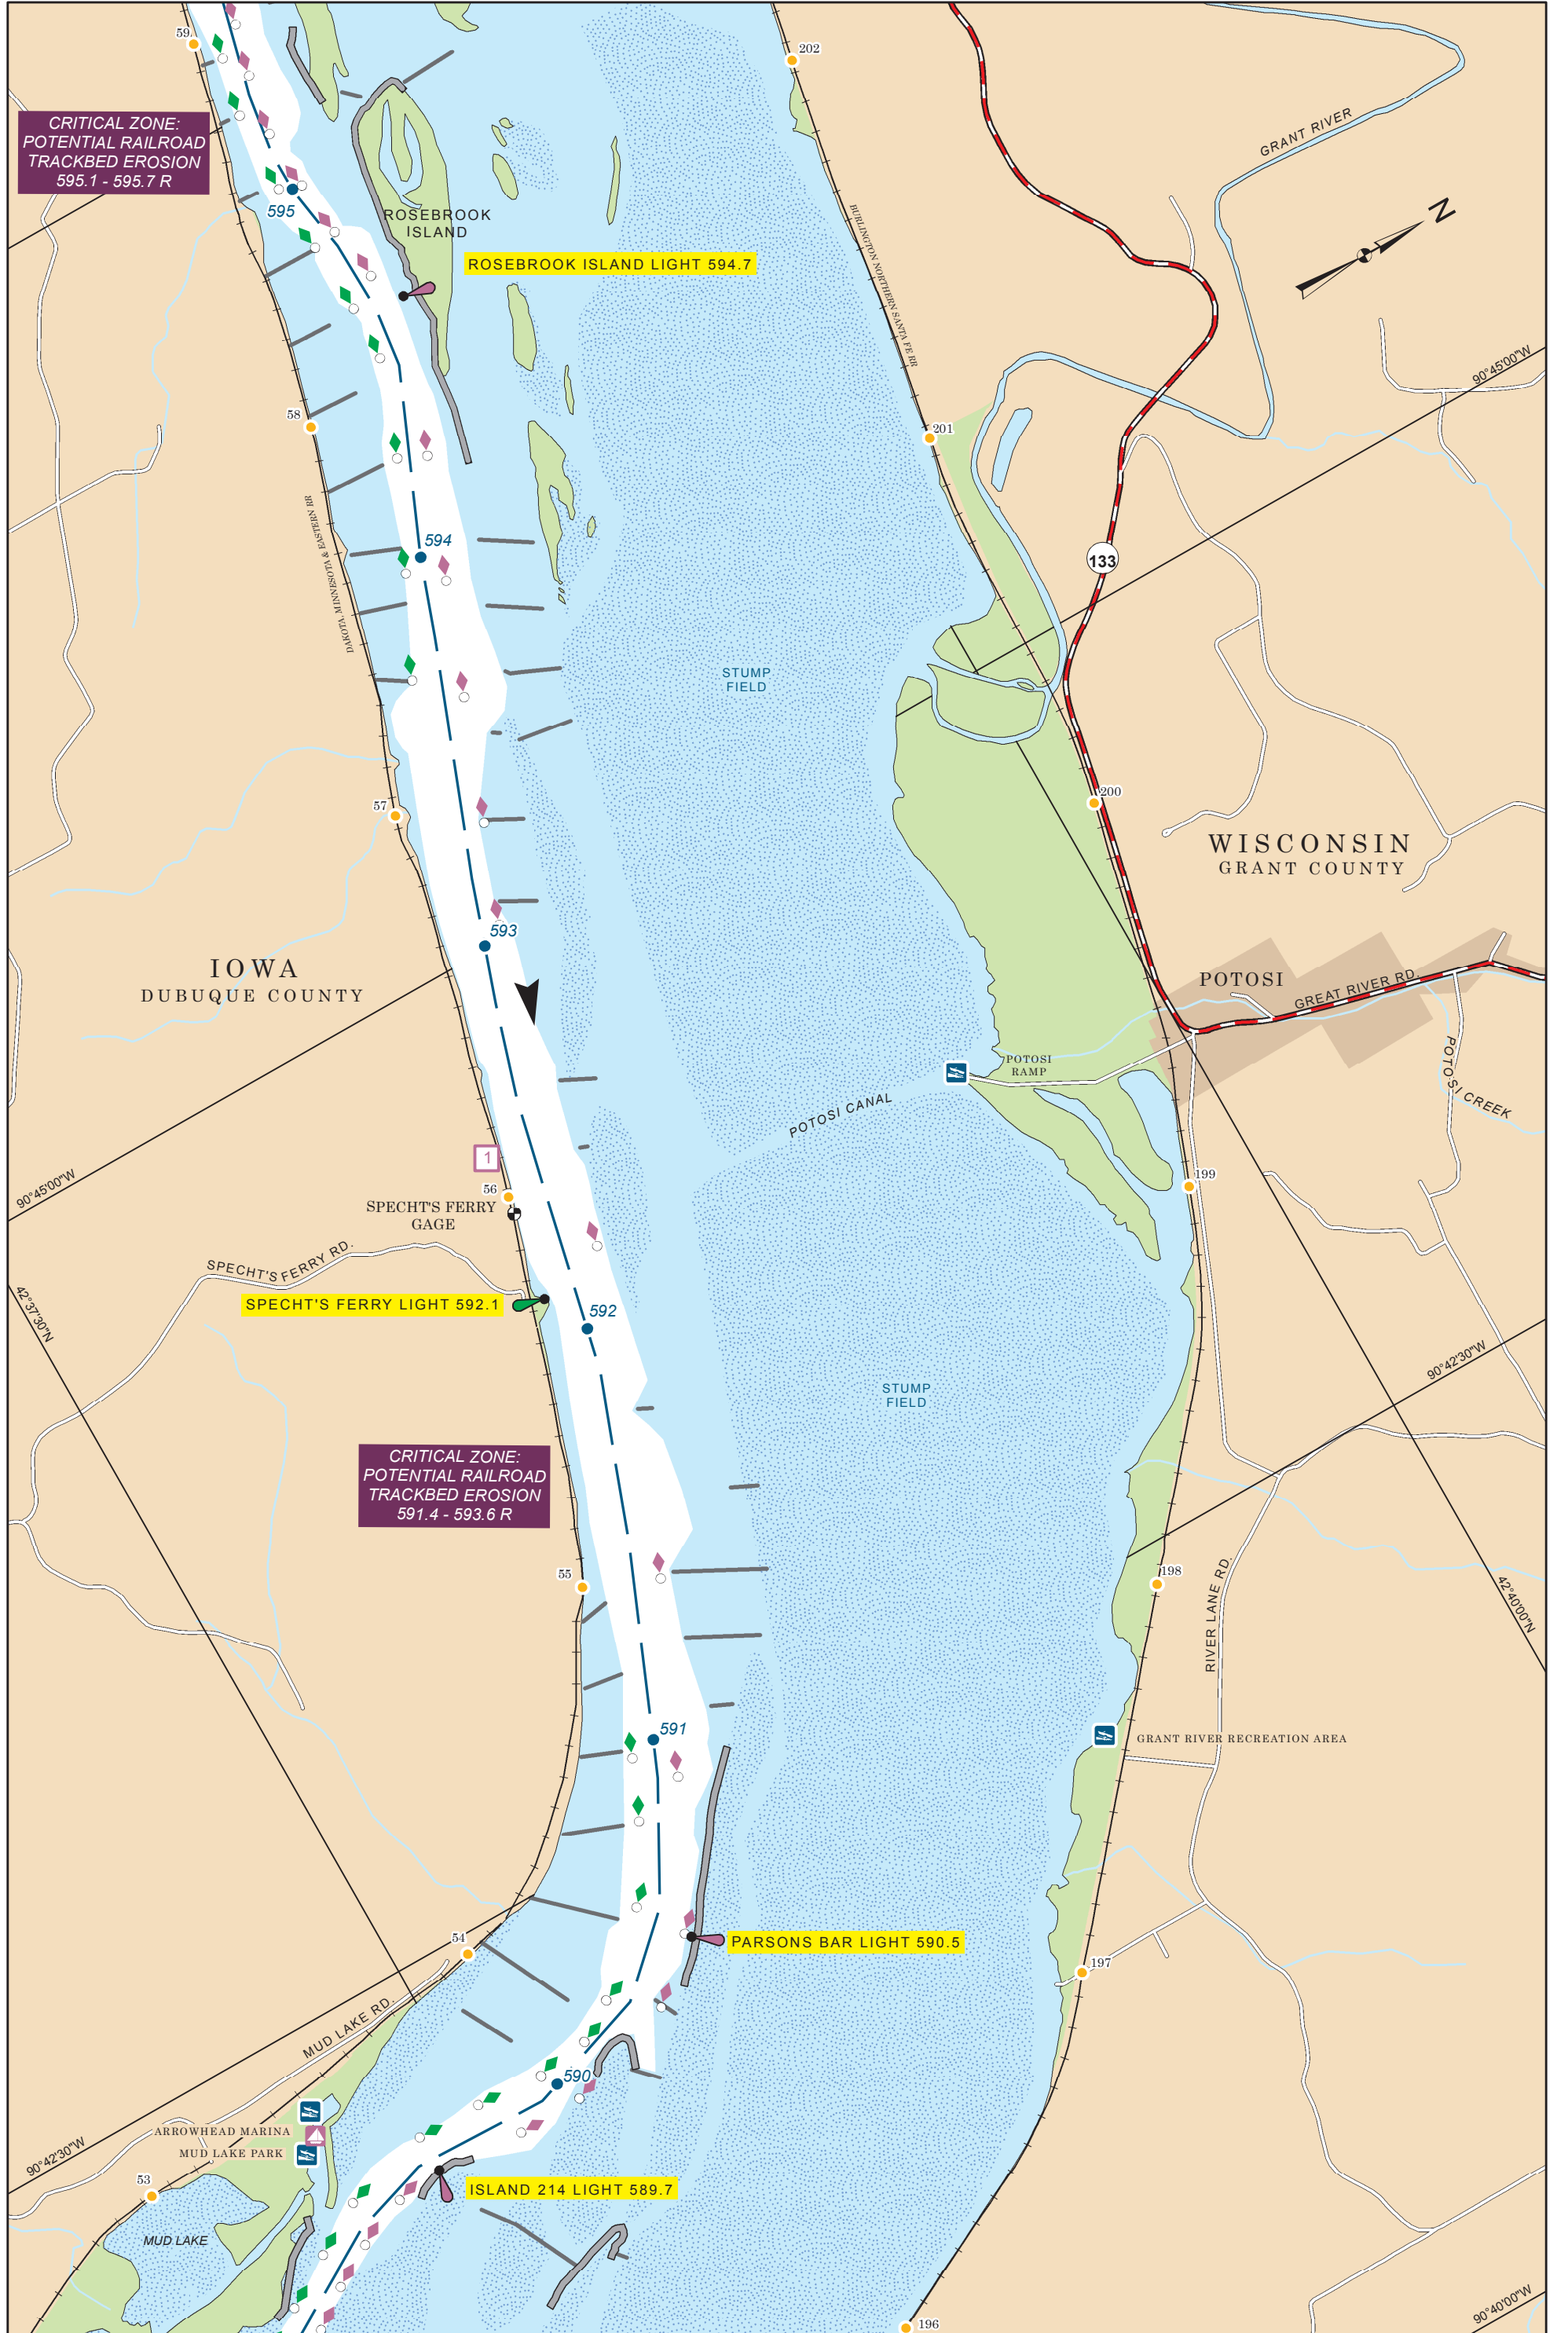 59
202
CRITICAL ZONE:
POTENTIAL RAILROAD
TRACKBED EROSION
595.1 - 595.7 R
GRANT RIVER
595
ROSEBROOK
ISLAND
N
ROSEBROOK ISLAND LIGHT 594.7
BURLINGTON NORTHERN SANTA FE RR
90°45'00"W
58
201
DAKOTA, MINNESOTA & EASTERN RR
594
133
STUMP
FIELD
57
200
WISCONSIN
GRANT COUNTY
593
IOWA
DUBUQUE COUNTY
POTOSI
GREAT RIVER RD.
POTOSI
RAMP
POTOSI CREEK
POTOSI CANAL
1
90°45'00"W
56
199
SPECHT'S FERRY
GAGE
SPECHT'S FERRY RD.
SPECHT'S FERRY LIGHT 592.1
592
42°37'30"N
90°42'30"W
STUMP
FIELD
CRITICAL ZONE:
POTENTIAL RAILROAD
TRACKBED EROSION
591.4 - 593.6 R
55
198
42°40'00"N
RIVER LANE RD.
591
GRANT RIVER RECREATION AREA
54
PARSONS BAR LIGHT 590.5
197
MUD LAKE RD.
590
ARROWHEAD MARINA
MUD LAKE PARK
90°42'30"W
53
ISLAND 214 LIGHT 589.7
MUD LAKE
90°40'00"W
196